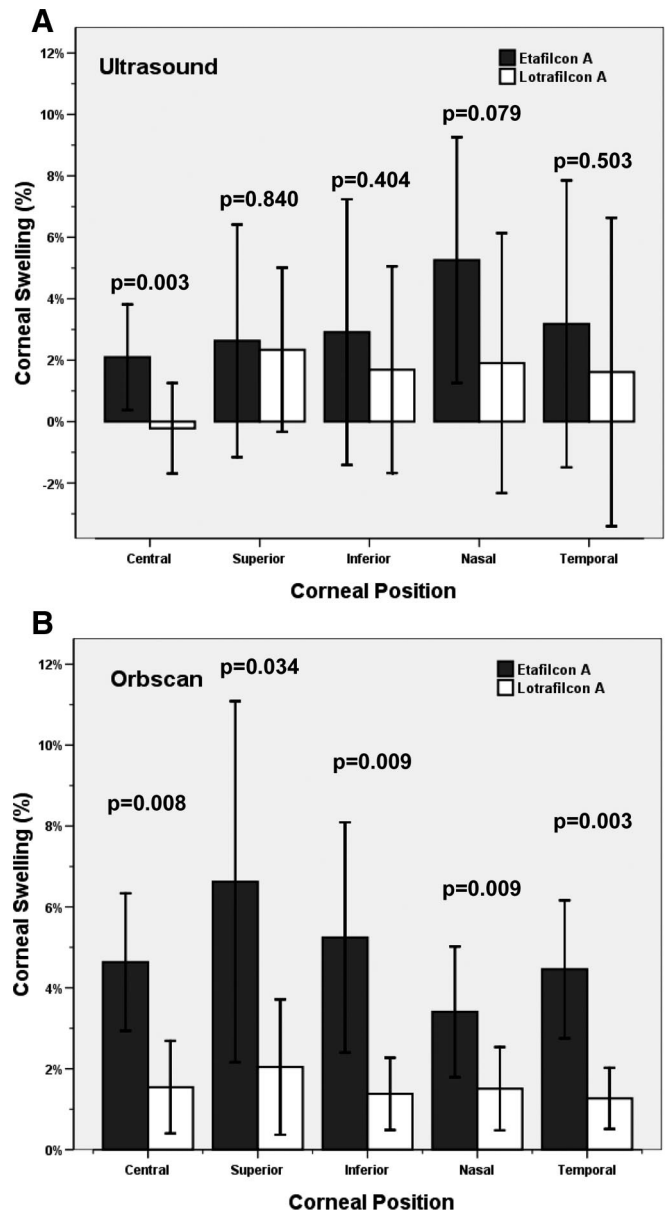 A
Ultrasound
Etafilcon A
Lotrafilcon A
12%
10%
8%
6%
4%
2%
0%
-2%
Corneal Swelling (%)
p=0.003
p=0.840
p=0.404
p=0.079
p=0.503
Central Superior Inferior Nasal Temporal
Corneal Position
B
Orbscan
Etafilcon A
Lotrafilcon A
12%
10%
8%
6%
4%
2%
0%
Corneal Swelling (%)
p=0.008
p=0.034
p=0.009
p=0.009
p=0.003
Central Superior Inferior Nasal Temporal
Corneal Position